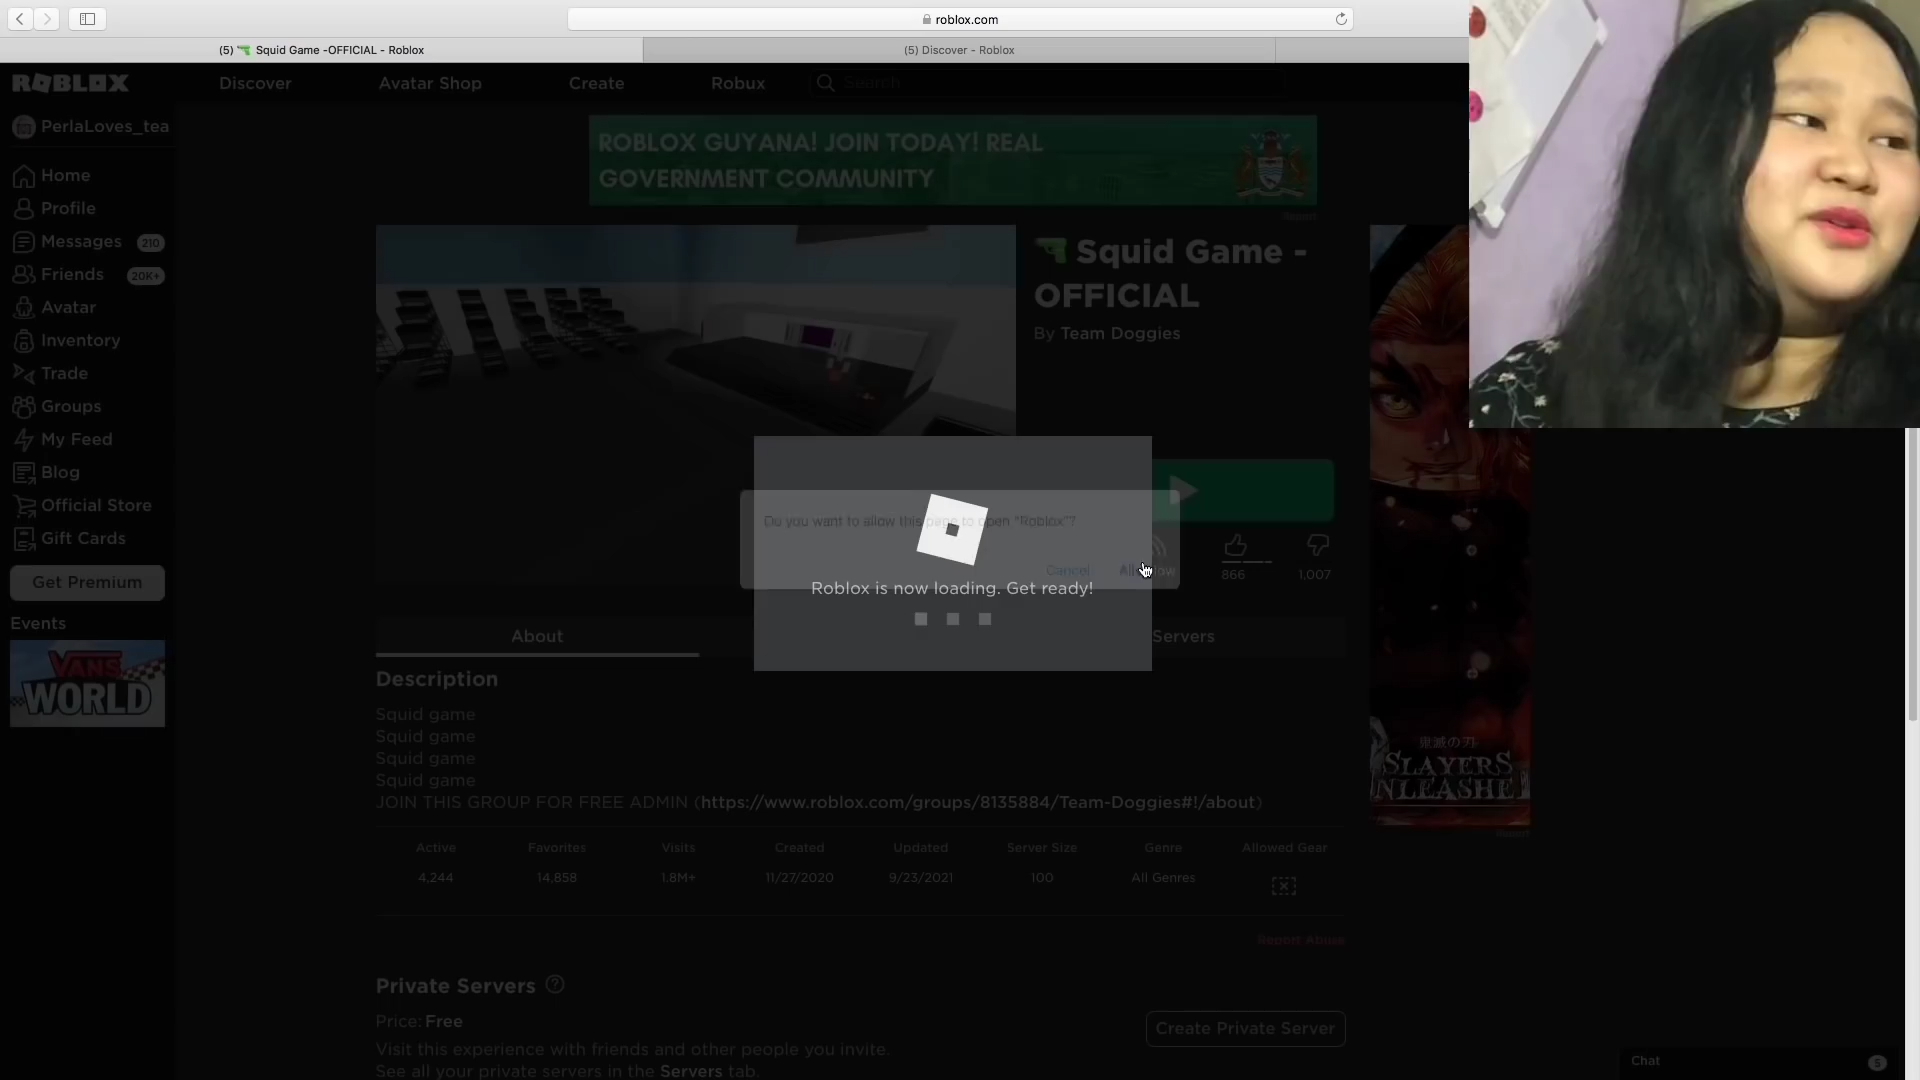 roblox.com
(5) Squid Game -OFFICIAL - Roblox
(5) Discover - Roblox
ROBLOX
Discover
Avatar Shop
Create
Robux
Search
PerlaLoves_tea
Home
Profile
Messages 210
Friends 20K+
Avatar
Inventory
Trade
Groups
My Feed
Blog
Official Store
Gift Cards
Get Premium
Events
VANS
WORLD
ROBLOX GUYANA! JOIN TODAY! REAL
GOVERNMENT COMMUNITY
Squid Game -
OFFICIAL
By Team Doggies
Do you want to allow this page to open "Roblox"?
Cancel
Roblox is now loading. Get ready!
866
1,007
About
Servers
Description
Squid game
Squid game
Squid game
Squid game
JOIN THIS GROUP FOR FREE ADMIN (https://www.roblox.com/groups/8135884/Team-Doggies#!/about)
Active
Favorites
Visits
Created
Updated
Server Size
Genre
Allowed Gear
4,244
14,858
1.8M+
11/27/2020
9/23/2021
100
All Genres
Report Abuse
鬼滅の刃
SLAYERS
UNLEASHE
Private Servers
Price: Free
Create Private Server
Visit this experience with friends and other people you invite.
See all your private servers in the Servers tab.
Chat
5